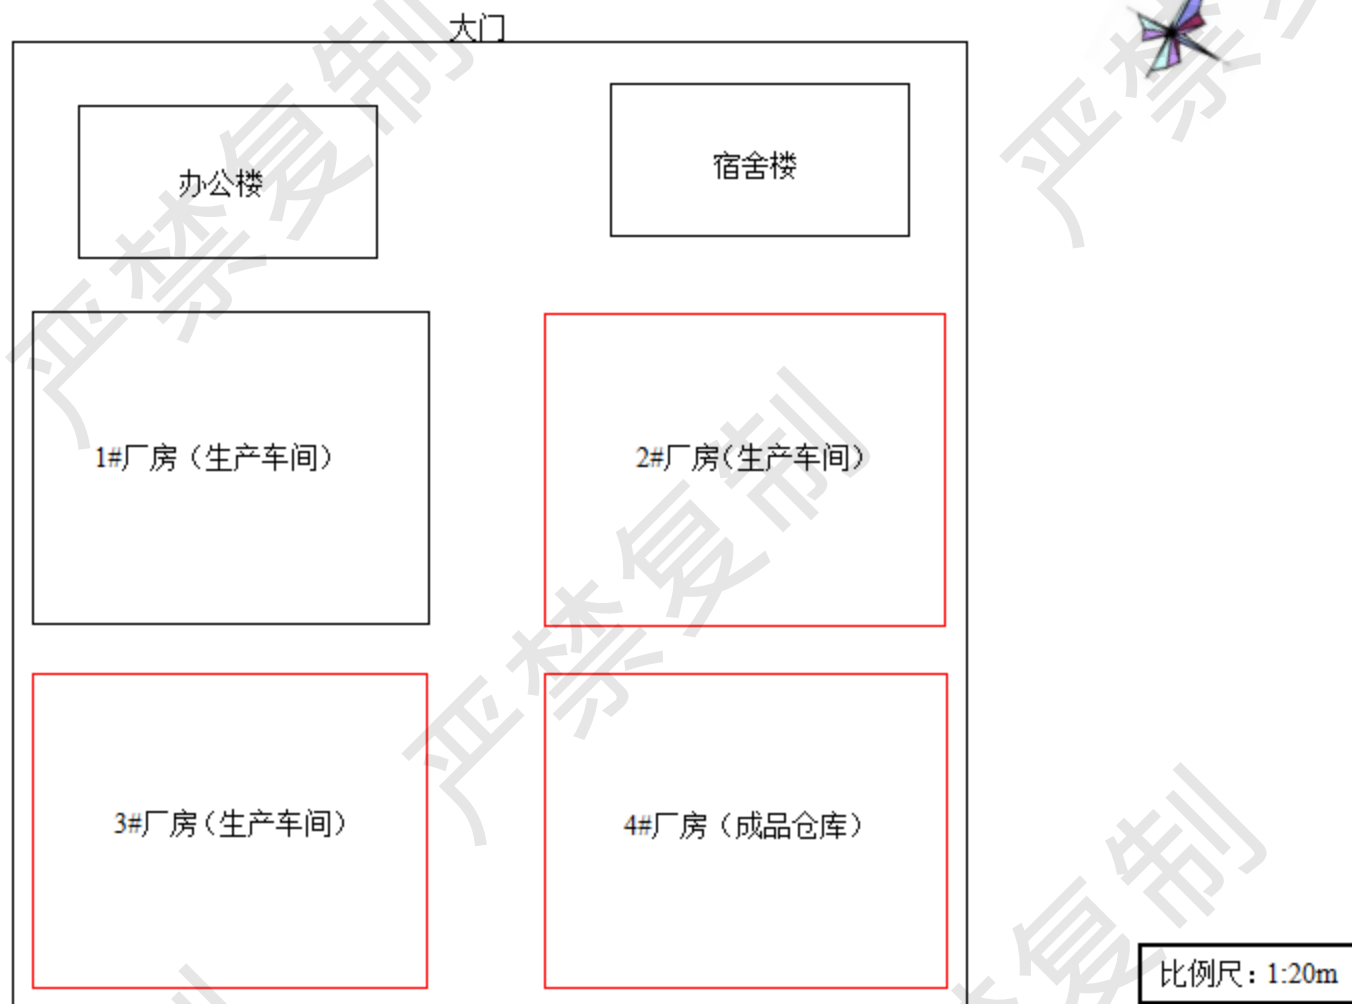 大门
办公楼
宿舍楼
1#厂房（生产车间）
2#厂房(生产车间）
3#厂房（生产车间）
4#厂房（成品仓库）
比例尺：1:20m
严禁复制
严禁复制
严禁
禁复制
制